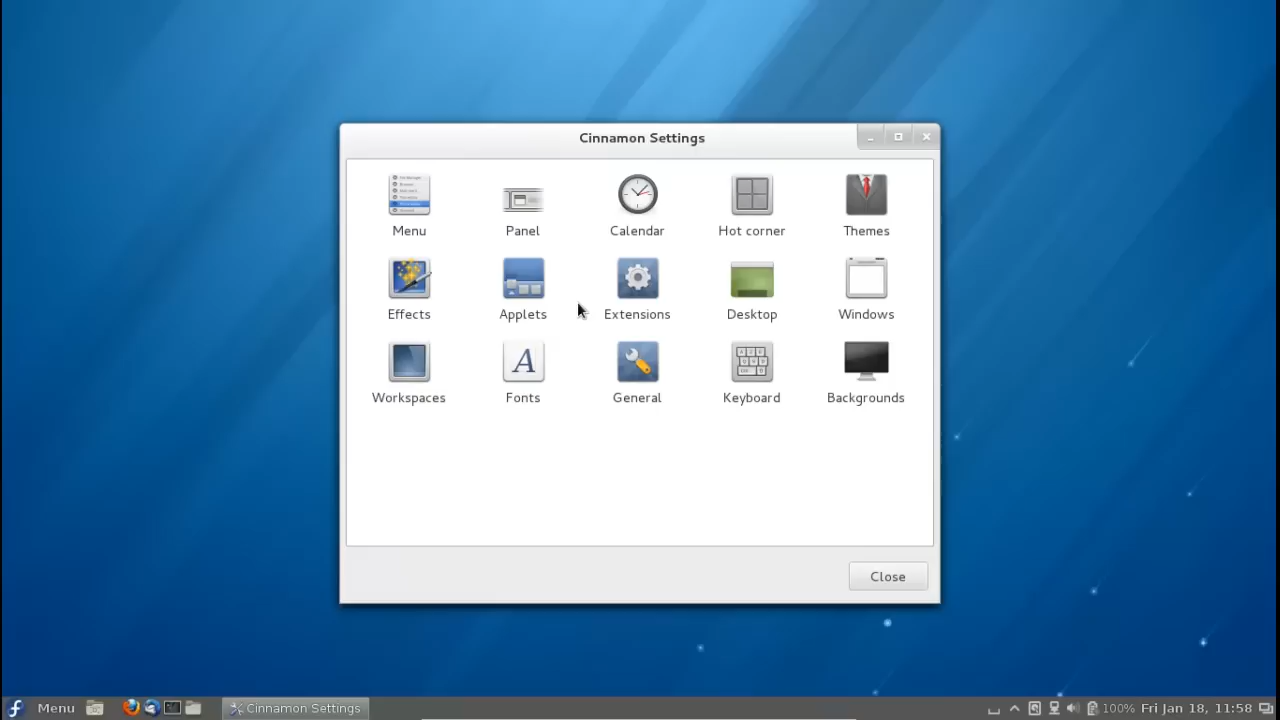 Cinnamon Settings
Menu Panel Calendar Hot corner Themes
Effects Applets Extensions Desktop Windows
Workspaces Fonts General Keyboard Backgrounds
Close
Menu Cinnamon Settings 100% Fri Jan 18, 11:58